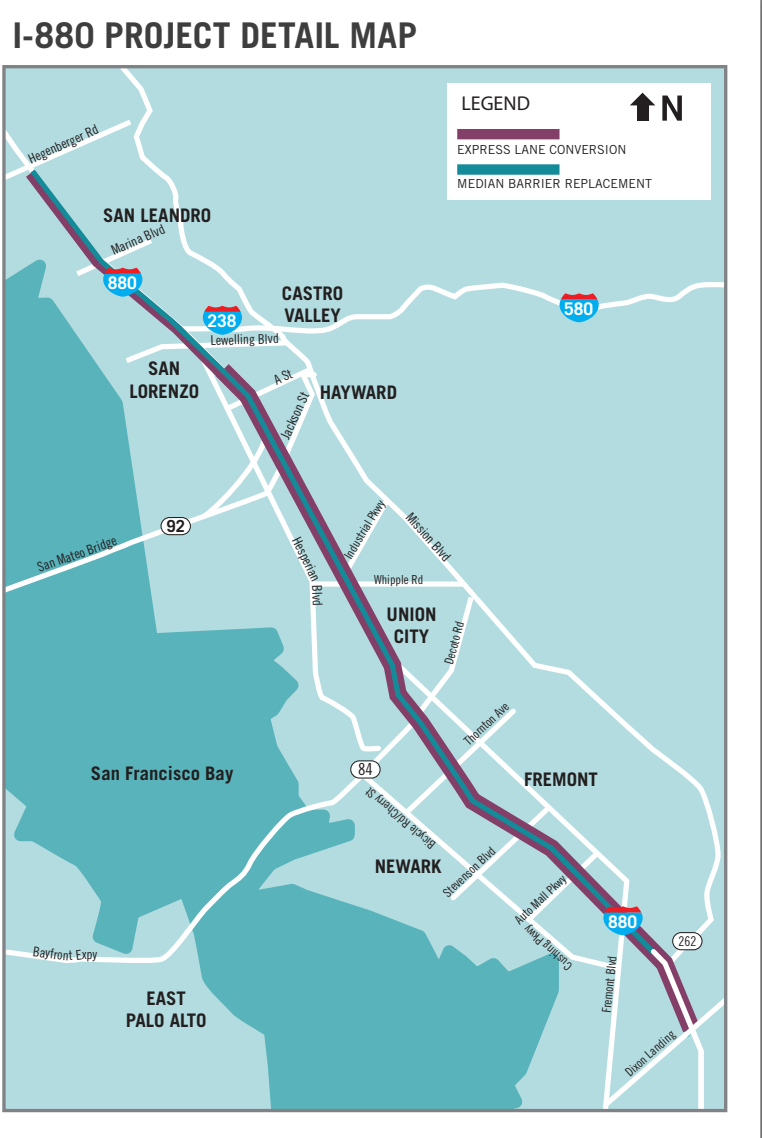 I-880 PROJECT DETAIL MAP
LEGEND
N
EXPRESS LANE CONVERSION
MEDIAN BARRIER REPLACEMENT
Hegenberger Rd
SAN LEANDRO
Marina Blvd
880
CASTRO
VALLEY
580
238
Lewelling Blvd
SAN
LORENZO
A St
HAYWARD
Jackson St
92
San Mateo Bridge
Industrial Pkwy
Mission Blvd
Hesperian Blvd
Whipple Rd
UNION
CITY
Decoto Rd
Thornton Ave
84
San Francisco Bay
FREMONT
Bicycle Rd/Cherry St
NEWARK
Stevenson Blvd
Auto Mall Pkwy
880
262
Cushing Pkwy
Bayfront Expy
Fremont Blvd
EAST
PALO ALTO
Dixon Landing